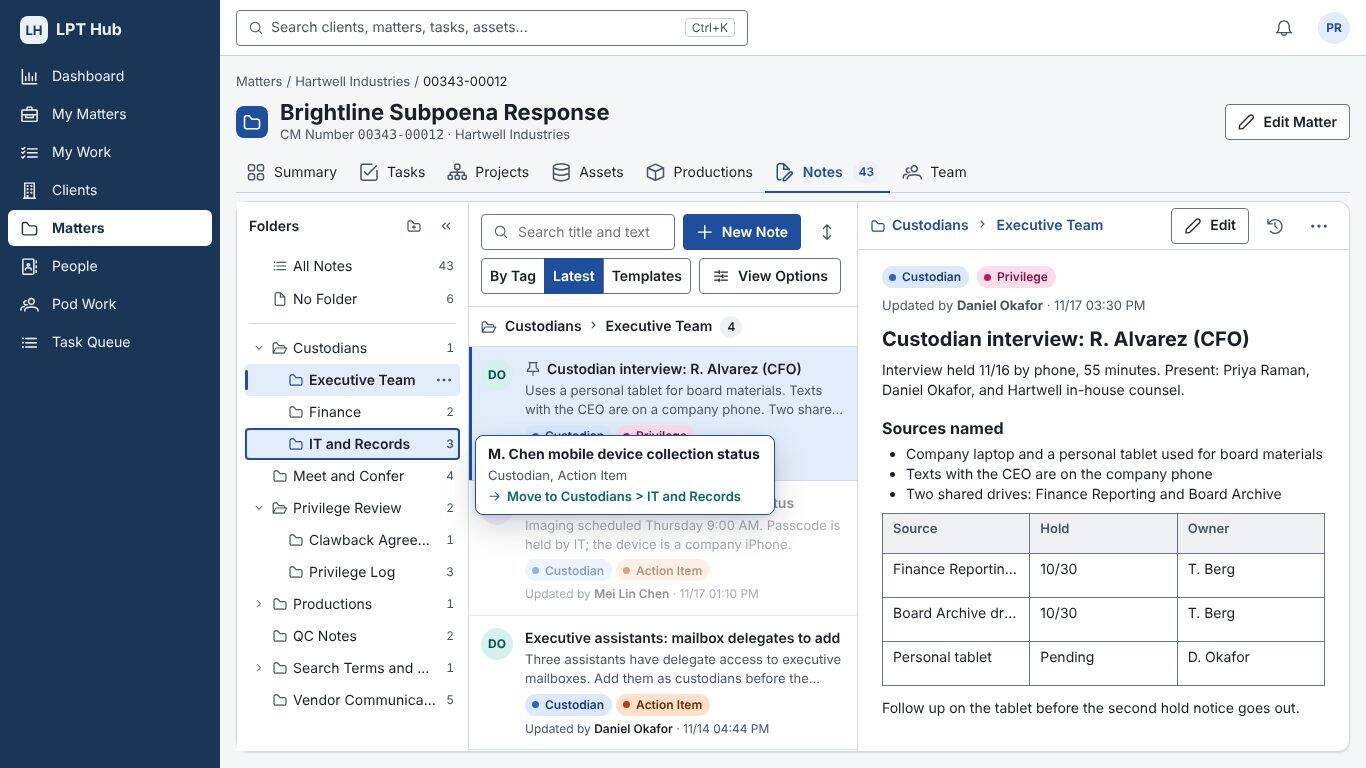 LH LPT Hub
Dashboard
My Matters
My Work
Clients
Matters
People
Pod Work
Task Queue
Search clients, matters, tasks, assets... Ctrl+K
PR
Matters / Hartwell Industries / 00343-00012
Brightline Subpoena Response
CM Number 00343-00012 · Hartwell Industries
Edit Matter
Summary Tasks Projects Assets Productions Notes 43 Team
Folders
All Notes 43
No Folder 6
Custodians 1
Executive Team ···
Finance 2
IT and Records 3
Meet and Confer 4
Privilege Review 2
Clawback Agree... 1
Privilege Log 3
Productions 1
QC Notes 2
Search Terms and ... 1
Vendor Communica... 5
Search title and text
New Note
By Tag Latest Templates View Options
Custodians > Executive Team 4
DO
Custodian interview: R. Alvarez (CFO)
Uses a personal tablet for board materials. Texts
with the CEO are on a company phone. Two share...
Custodian Privilege
M. Chen mobile device collection status
Custodian, Action Item
→ Move to Custodians > IT and Records
Imaging scheduled Thursday 9:00 AM. Passcode is
held by IT; the device is a company iPhone.
Custodian Action Item
Updated by Mei Lin Chen · 11/17 01:10 PM
DO
Executive assistants: mailbox delegates to add
Three assistants have delegate access to executive
mailboxes. Add them as custodians before the...
Custodian Action Item
Updated by Daniel Okafor · 11/14 04:44 PM
Custodians > Executive Team
Edit
Custodian Privilege
Updated by Daniel Okafor · 11/17 03:30 PM
Custodian interview: R. Alvarez (CFO)
Interview held 11/16 by phone, 55 minutes. Present: Priya Raman,
Daniel Okafor, and Hartwell in-house counsel.
Sources named
• Company laptop and a personal tablet used for board materials
• Texts with the CEO are on the company phone
• Two shared drives: Finance Reporting and Board Archive
Source Hold Owner
Finance Reportin... 10/30 T. Berg
Board Archive dr... 10/30 T. Berg
Personal tablet Pending D. Okafor
Follow up on the tablet before the second hold notice goes out.